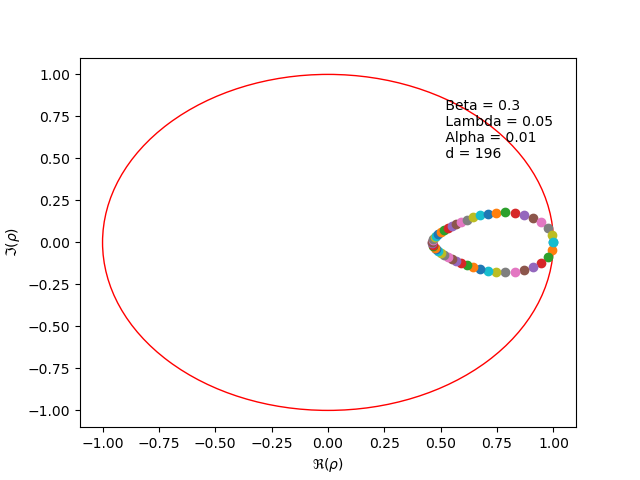 1.00
0.75
0.50
0.25
0.00
−0.25
−0.50
−0.75
−1.00
ℑ(ρ)
Beta = 0.3
Lambda = 0.05
Alpha = 0.01
d = 196
−1.00 −0.75 −0.50 −0.25 0.00 0.25 0.50 0.75 1.00
ℜ(ρ)